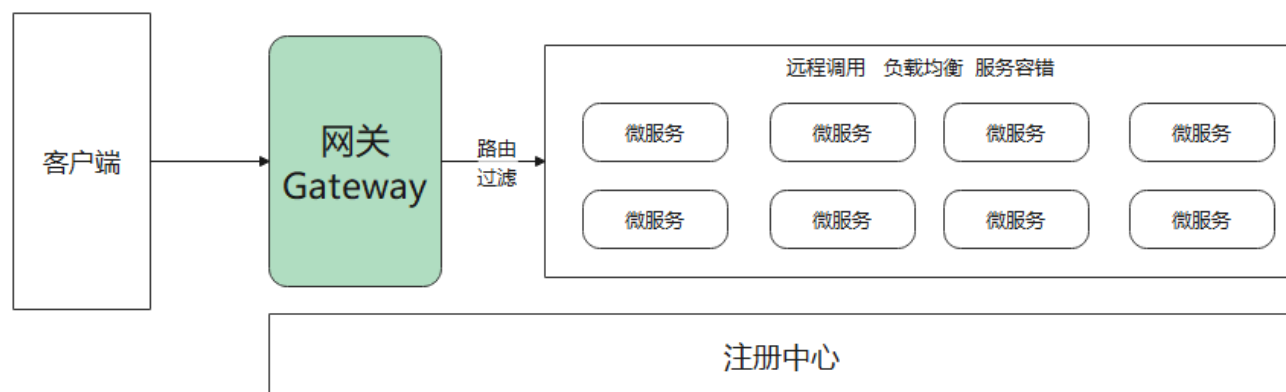 客户端
网关
Gateway
路由
过滤
远程调用 负载均衡 服务容错
微服务 微服务 微服务 微服务
微服务 微服务 微服务 微服务
注册中心